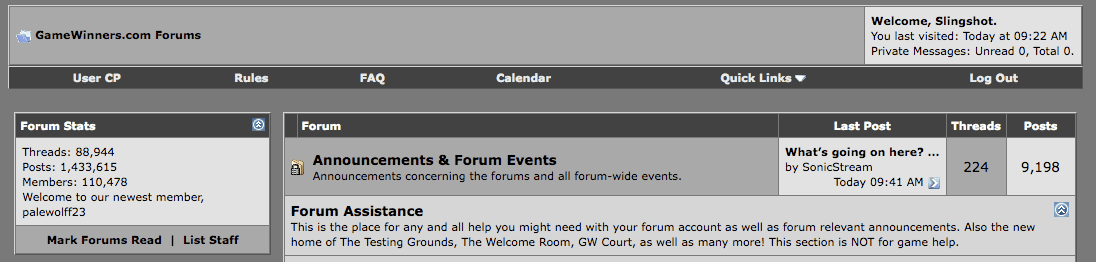 GameWinners.com Forums
Welcome, Slingshot.
You last visited: Today at 09:22 AM
Private Messages: Unread 0, Total 0.
User CP
Rules
FAQ
Calendar
Quick Links
Log Out
Forum Stats
Threads: 88,944
Posts: 1,433,615
Members: 110,478
Welcome to our newest member,
palewolff23
Mark Forums Read | List Staff
Forum
Last Post
Threads
Posts
Announcements & Forum Events
Announcements concerning the forums and all forum-wide events.
What's going on here? ...
by SonicStream
Today 09:41 AM
224
9,198
Forum Assistance
This is the place for any and all help you might need with your forum account as well as forum relevant announcements. Also the new
home of The Testing Grounds, The Welcome Room, GW Court, as well as many more! This section is NOT for game help.